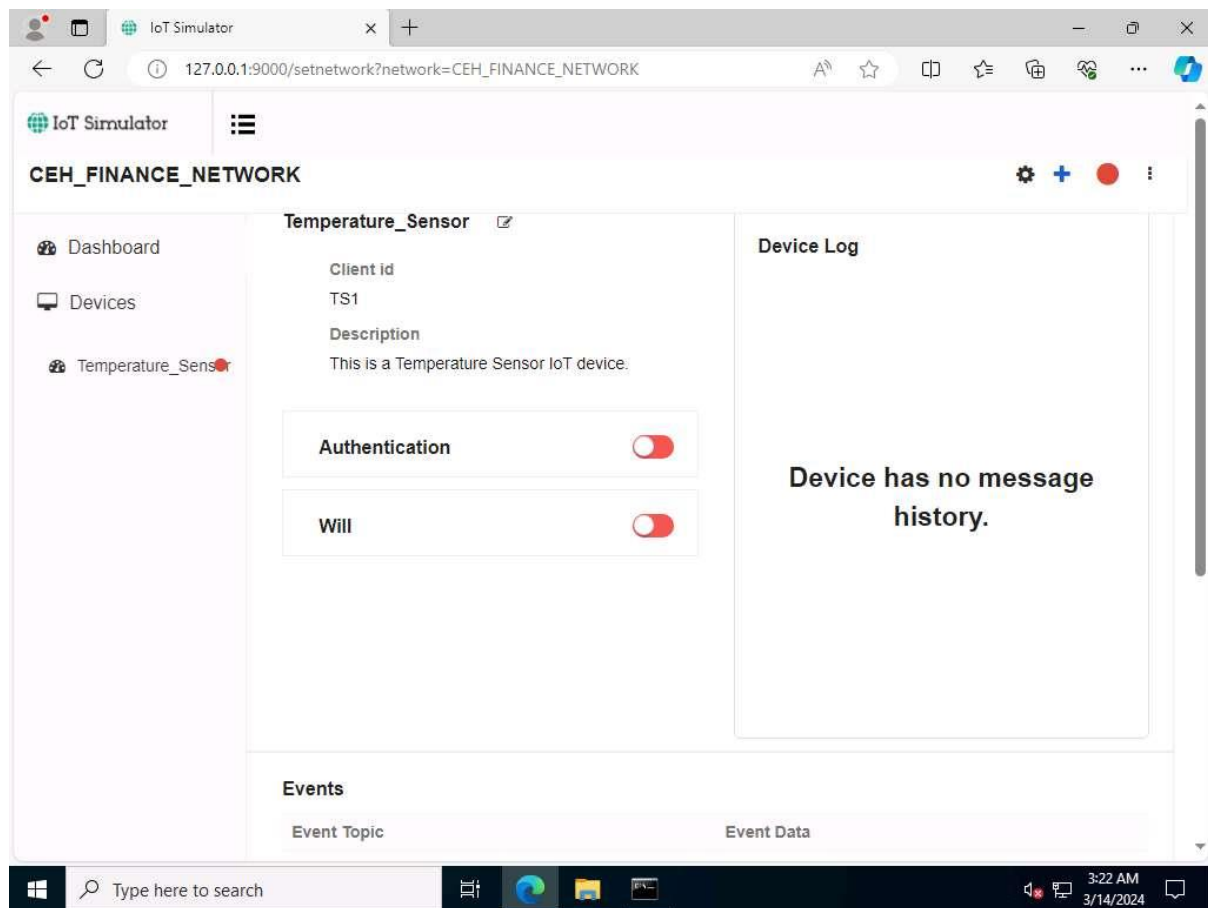 IoT Simulator
127.0.0.1:9000/setnetwork?network=CEH_FINANCE_NETWORK
IoT Simulator
CEH_FINANCE_NETWORK
Dashboard
Devices
Temperature_Sensor
Temperature_Sensor
Client id
TS1
Description
This is a Temperature Sensor IoT device.
Authentication
Will
Device Log
Device has no message
history.
Events
Event Topic Event Data
Type here to search
3:22 AM
3/14/2024